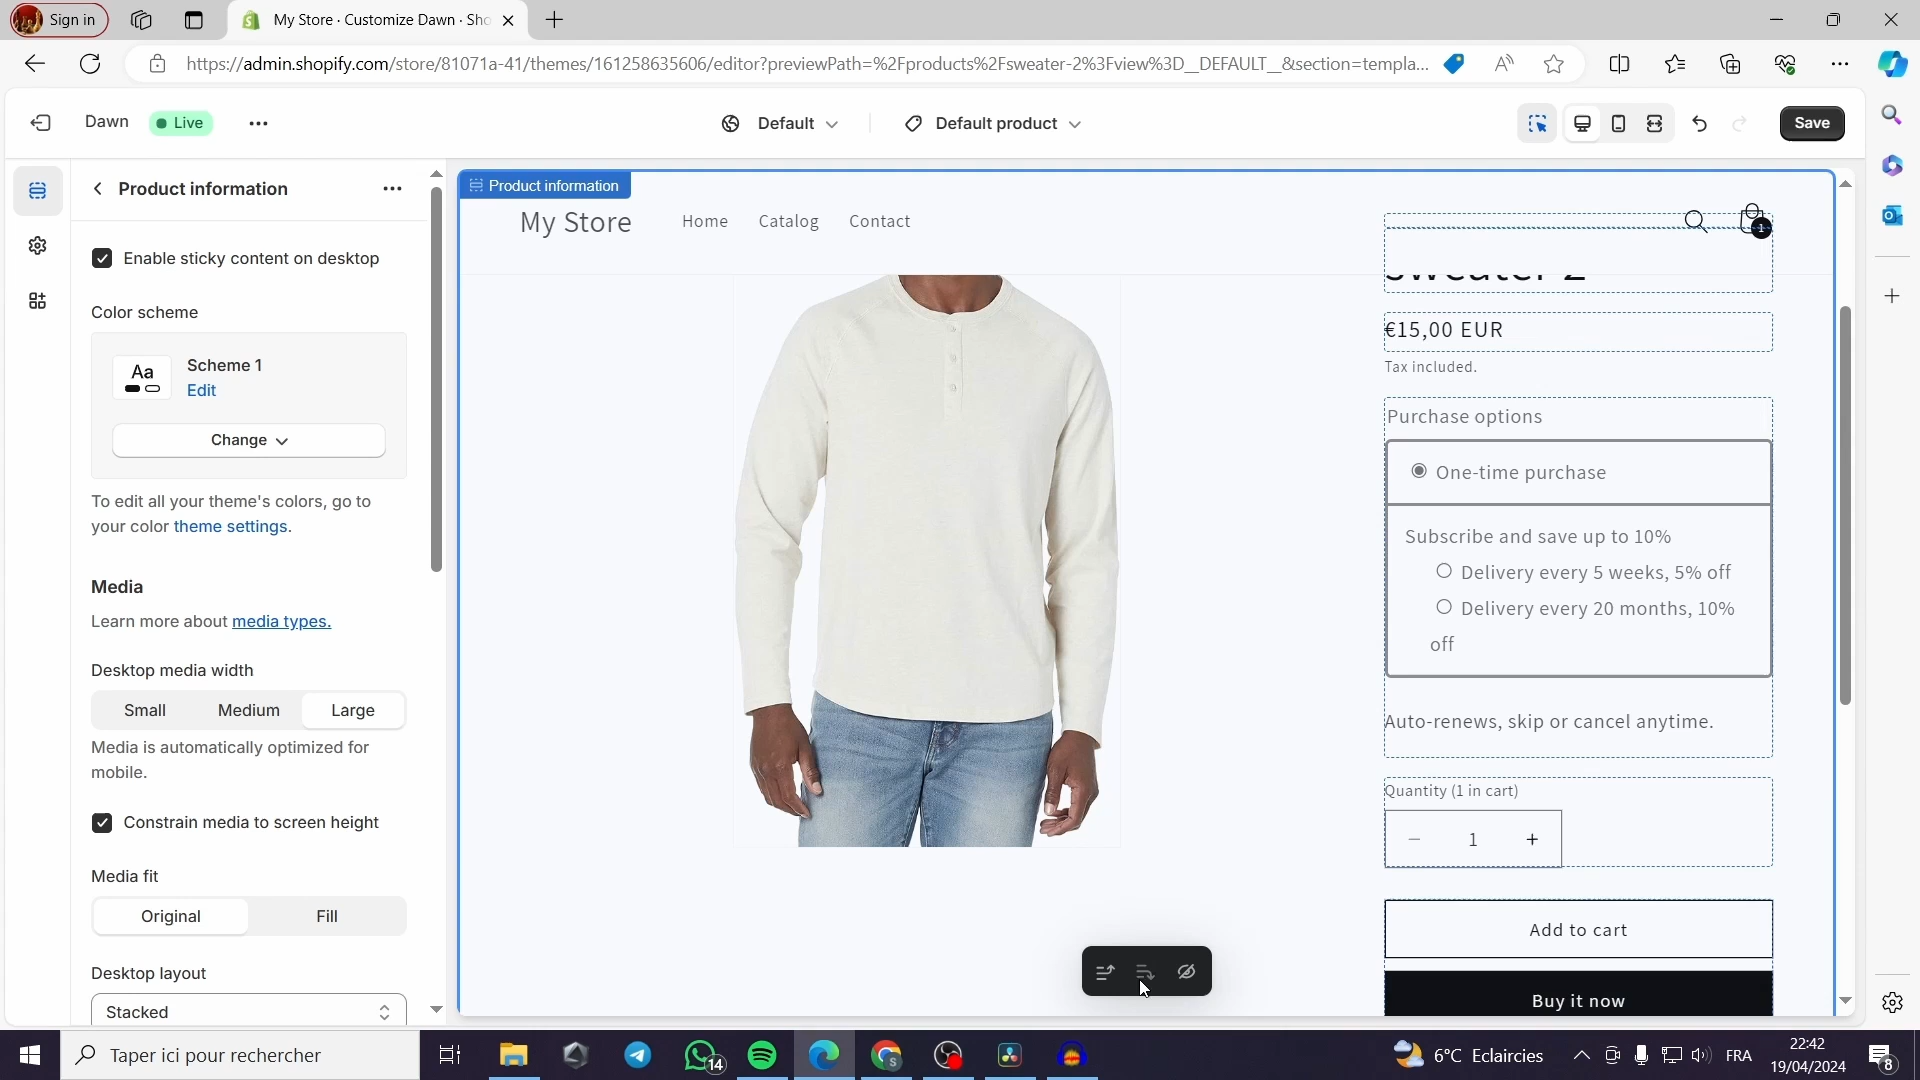 Sign in
My Store · Customize Dawn · Sho
https://admin.shopify.com/store/81071a-41/themes/161258635606/editor?previewPath=%2Fproducts%2Fsweater-2%3Fview%3D__DEFAULT__&section=templa...
Dawn
Live
Default
Default product
Save
Product information
Enable sticky content on desktop
Color scheme
Aa
Scheme 1
Edit
Change
To edit all your theme's colors, go to
your color theme settings.
Media
Learn more about media types.
Desktop media width
Small
Medium
Large
Media is automatically optimized for
mobile.
Constrain media to screen height
Media fit
Original
Fill
Desktop layout
Stacked
Product information
My Store
Home
Catalog
Contact
1
Sweater 2
€15,00 EUR
Tax included.
Purchase options
One-time purchase
Subscribe and save up to 10%
Delivery every 5 weeks, 5% off
Delivery every 20 months, 10%
off
Auto-renews, skip or cancel anytime.
Quantity (1 in cart)
1
Add to cart
Buy it now
Taper ici pour rechercher
14
6°C Eclaircies
FRA
22:42
19/04/2024
8